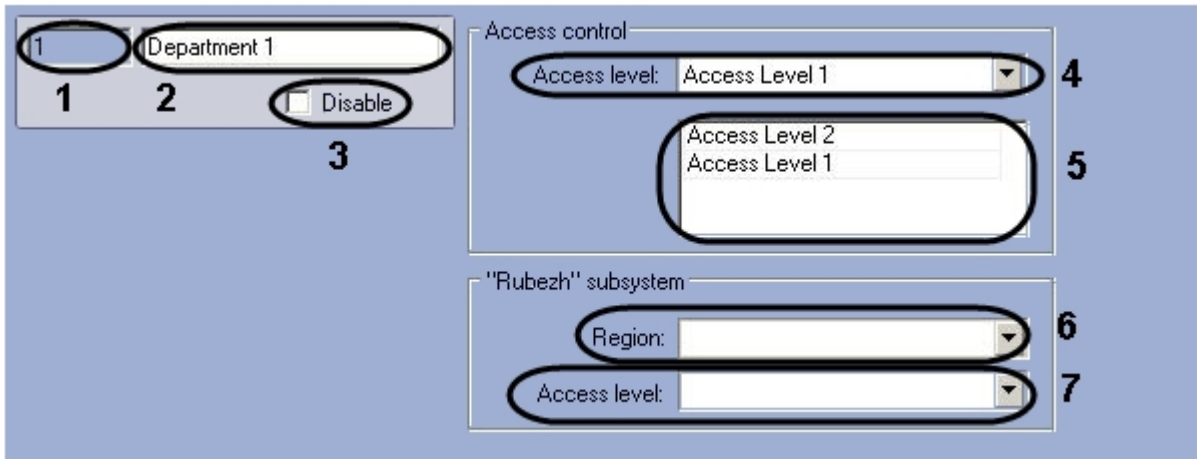 1 Department 1
1 2
Disable
3
Access control
Access level: Access Level 1 4
Access Level 2
Access Level 1
5
"Rubezh" subsystem
Region: 6
Access level: 7